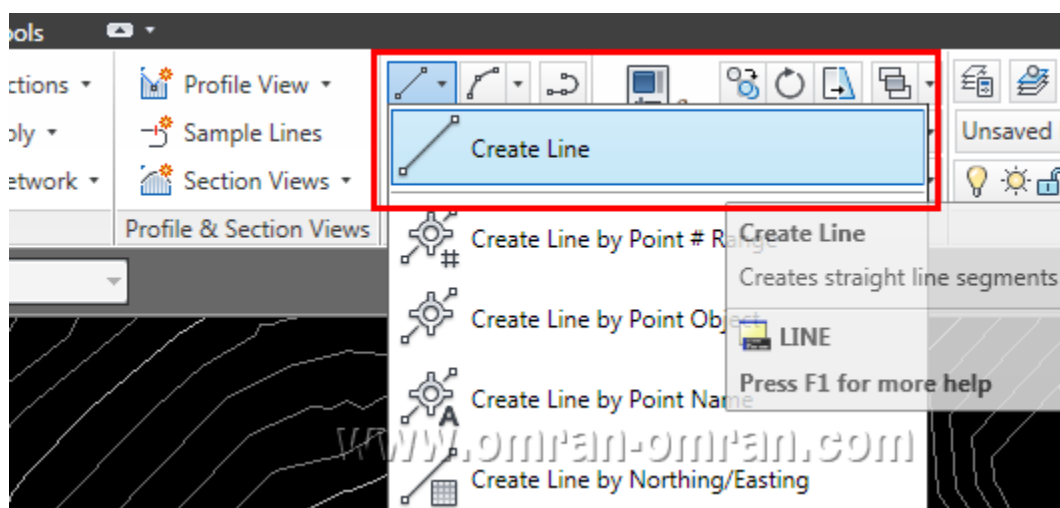 ools
ctions
Profile View
bly
Sample Lines
etwork
Section Views
Profile & Section Views
Unsaved
Create Line
Create Line by Point # Range
Create Line by Point Object
Create Line by Point Name
Create Line by Northing/Easting
Create Line
Creates straight line segments
LINE
Press F1 for more help
www.omran-omran.com